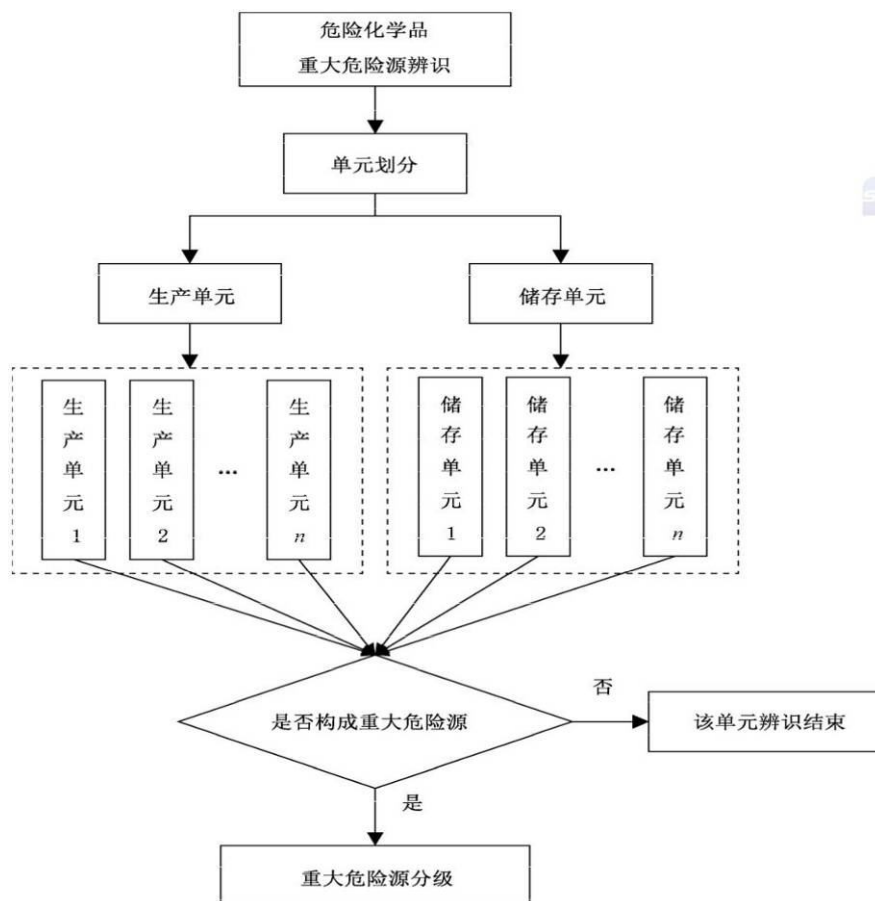 危险化学品
重大危险源辨识
单元划分
生产单元
储存单元
生产单元1
生产单元2
…
生产单元n
储存单元1
储存单元2
…
储存单元n
是否构成重大危险源
否
该单元辨识结束
是
重大危险源分级